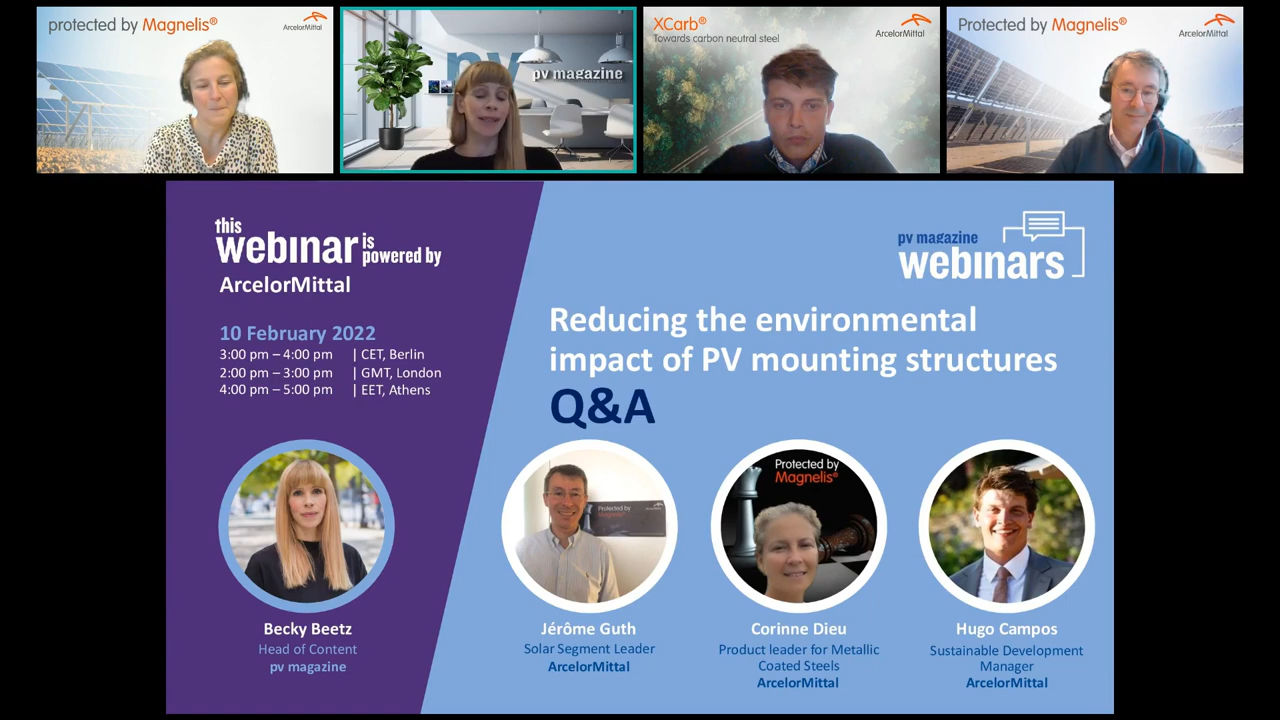 protected by Magnelis®
ArcelorMittal
pv
pv magazine
XCarb®
Towards carbon neutral steel
ArcelorMittal
Protected by Magnelis®
ArcelorMittal
this
webinar is
powered by
ArcelorMittal
10 February 2022
3:00 pm – 4:00 pm | CET, Berlin
2:00 pm – 3:00 pm | GMT, London
4:00 pm – 5:00 pm | EET, Athens
pv magazine
webinars
Reducing the environmental
impact of PV mounting structures
Q&A
Protected by
Magnelis®
Protected by
Magnelis®
Becky Beetz
Head of Content
pv magazine
Jérôme Guth
Solar Segment Leader
ArcelorMittal
Corinne Dieu
Product leader for Metallic
Coated Steels
ArcelorMittal
Hugo Campos
Sustainable Development
Manager
ArcelorMittal